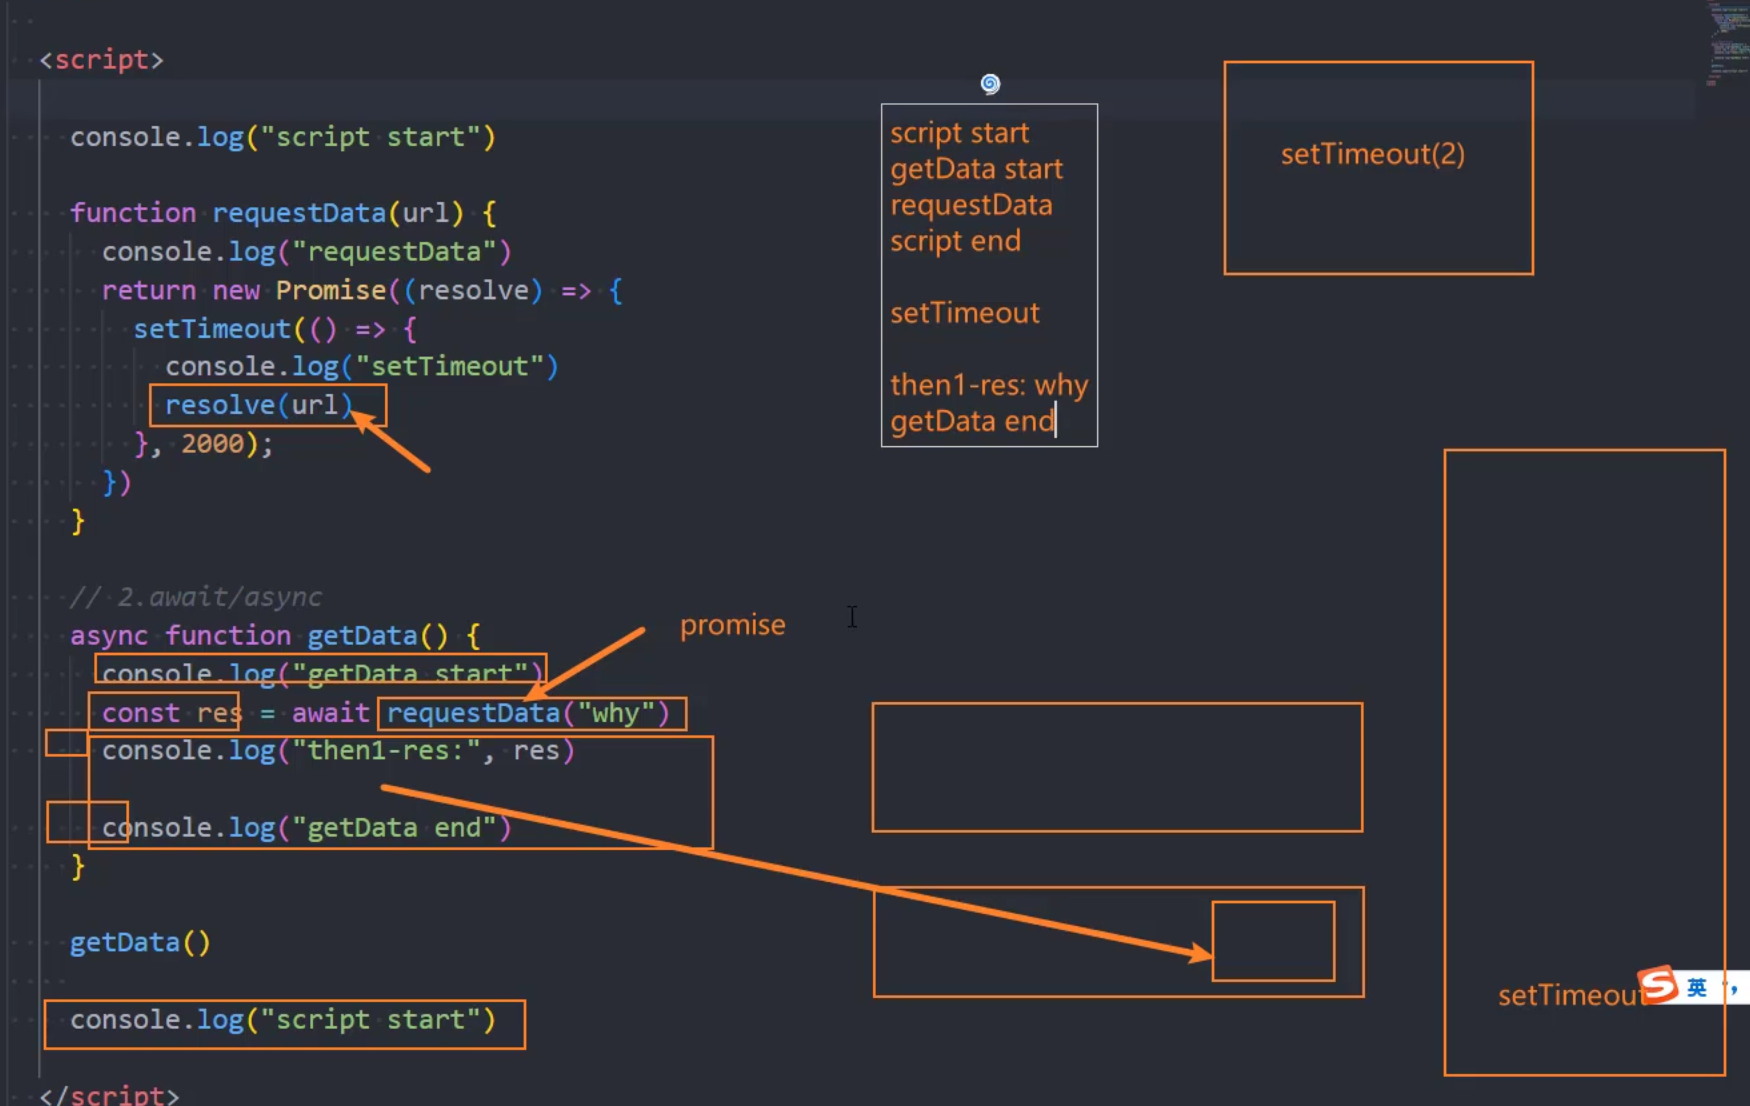 <script>
console.log("script start")
function requestData(url) {
console.log("requestData")
return new Promise((resolve) => {
setTimeout(() => {
console.log("setTimeout")
resolve(url)
}, 2000);
})
}
// 2.await/async
async function getData() {
console.log("getData start")
const res = await requestData("why")
console.log("then1-res:", res)
console.log("getData end")
}
getData()
console.log("script start")
</script>
promise
script start
getData start
requestData
script end
setTimeout
then1-res: why
getData end
setTimeout(2)
setTimeout
S 英